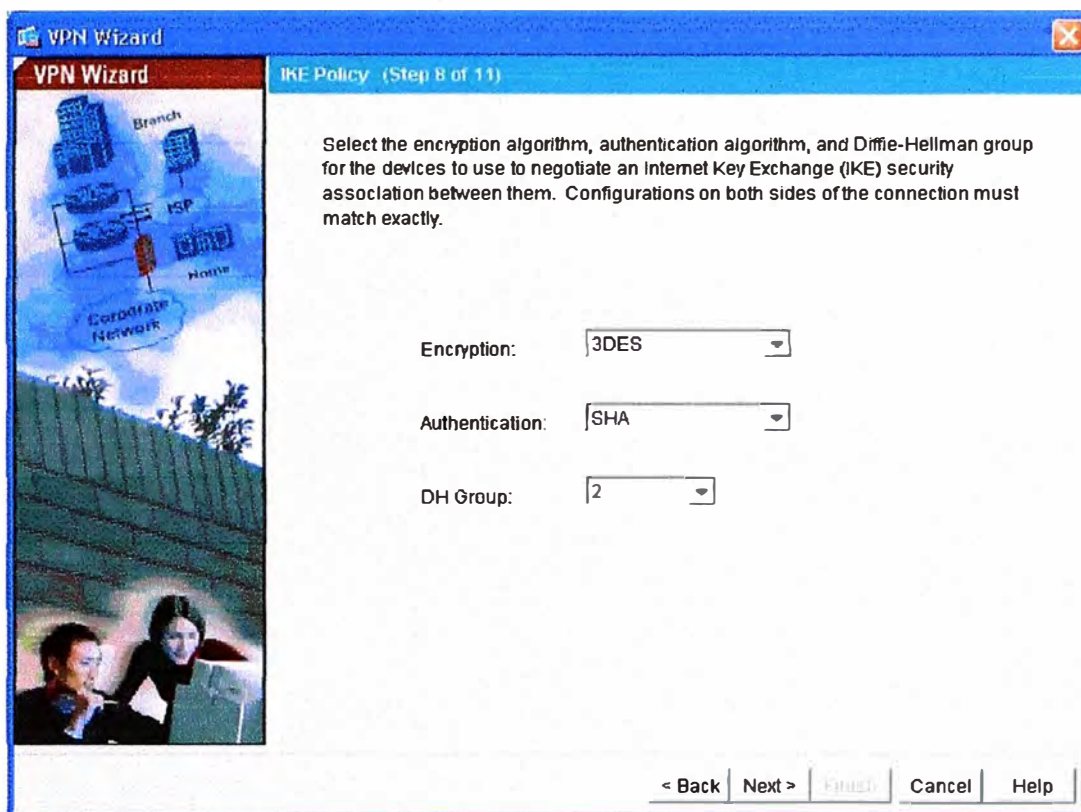 VPN Wizard
VPN Wizard
IKE Policy (Step 8 of 11)
Branch
ISP
Home
Corporate
Network
Select the encryption algorithm, authentication algorithm, and Diffie-Hellman group
for the devices to use to negotiate an Internet Key Exchange (IKE) security
association between them. Configurations on both sides of the connection must
match exactly.
Encryption: 3DES
Authentication: SHA
DH Group: 2
< Back Next > Finish Cancel Help